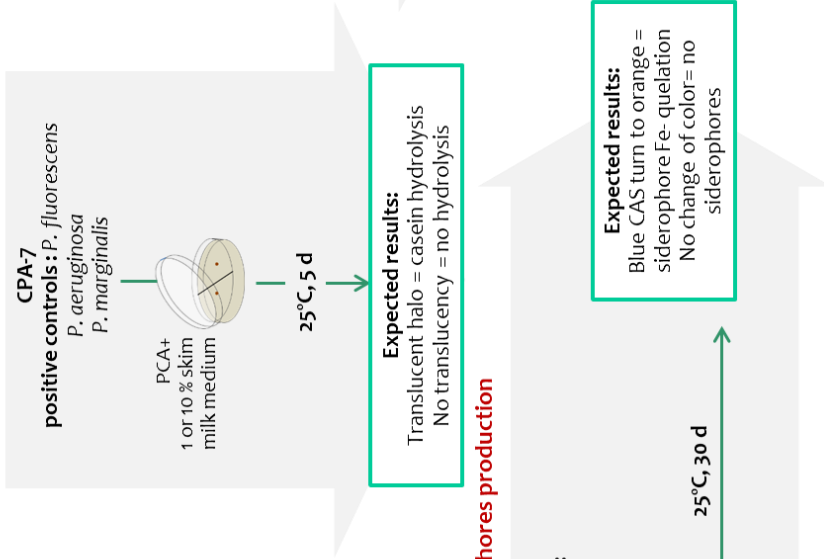 CPA-7
positive controls : P. fluorescens
P. aeruginosa
P. marginalis
PCA+
1 or 10 % skim
milk medium
25°C, 5 d
Expected results:
Translucent halo = casein hydrolysis
No translucency = no hydrolysis
hores production
25°C, 30 d
Expected results:
Blue CAS turn to orange =
siderophore Fe- quelation
No change of color= no
siderophores